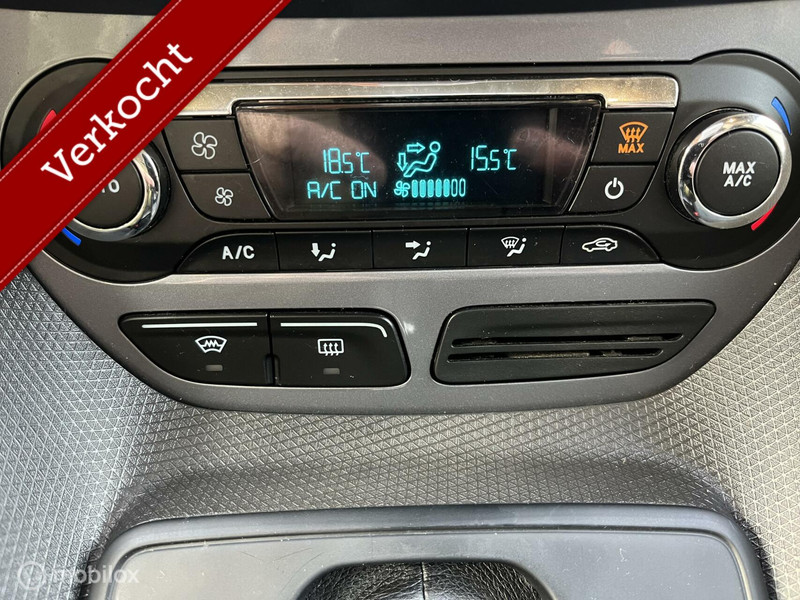 Verkocht
18.5°C
15.5°C
A/C ON
MAX
MAX
A/C
A/C
mobilox